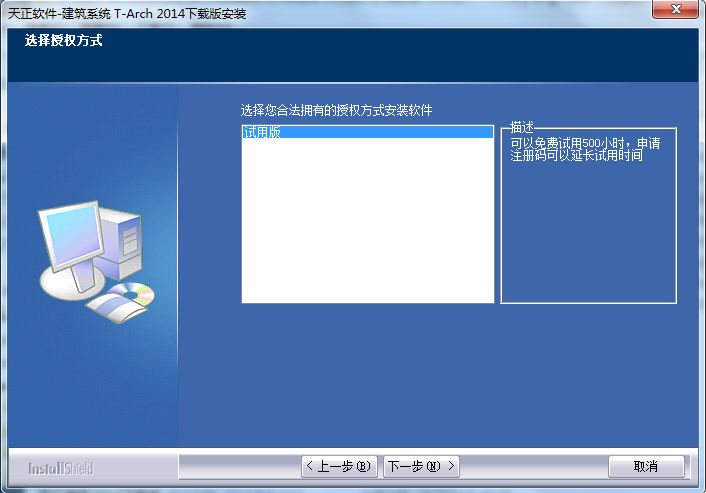 天正软件-建筑系统 T-Arch 2014下载版安装
选择授权方式
选择您合法拥有的授权方式安装软件
试用版
描述
可以免费试用500小时，申请
注册码可以延长试用时间
InstallShield
< 上一步(B)
下一步(N) >
取消